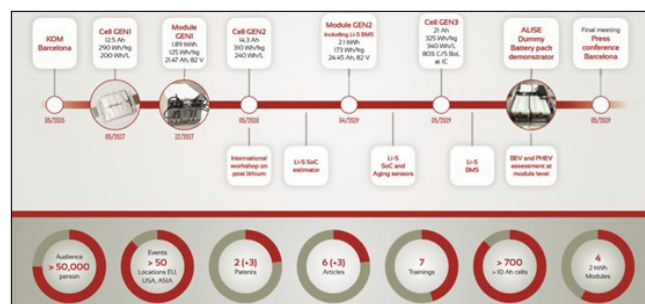 KOM
Barcelona
Cell GEN1
12.5 Ah
290 Wh/kg
200 Wh/L
Module
GEN1
1.89 kWh
125 Wh/kg
21.47 Ah, 82 V
Cell GEN2
14.3 Ah
310 Wh/kg
240 Wh/L
Module GEN2
including Li-S BMS
2.1 kWh
173 Wh/kg
24.45 Ah, 82 V
Cell GEN3
21 Ah
325 Wh/kg
340 Wh/L
80% C/5 BoL
at 1C
ALISE
Dummy
Battery pack
demonstrator
Final meeting
Press
conference
Barcelona
05/2015
05/2017
12/2017
05/2018
04/2019
05/2019
05/2019
International
workshop on
post lithium
Li-S SoC
estimator
Li-S
SoC and
Aging sensors
Li-S
BMS
BEV and PHEV
assessment at
module level
Audience
> 50,000
person
Events
> 50
Locations EU,
USA, ASIA
2 (+3)
Patents
6 (+3)
Articles
7
Trainings
> 700
> 10 Ah cells
4
2 kWh
Modules